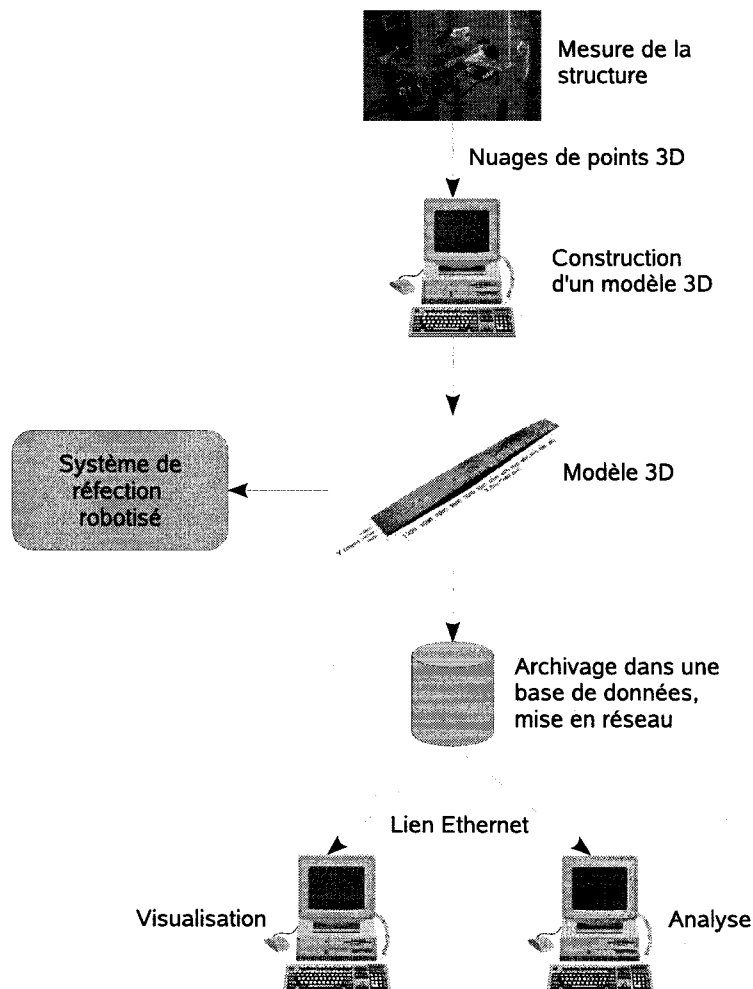 Mesure de la
structure
Nuages de points 3D
Construction
d'un modèle 3D
Système de
réfection
robotisé
Modèle 3D
Archivage dans une
base de données,
mise en réseau
Lien Ethernet
Visualisation
Analyse